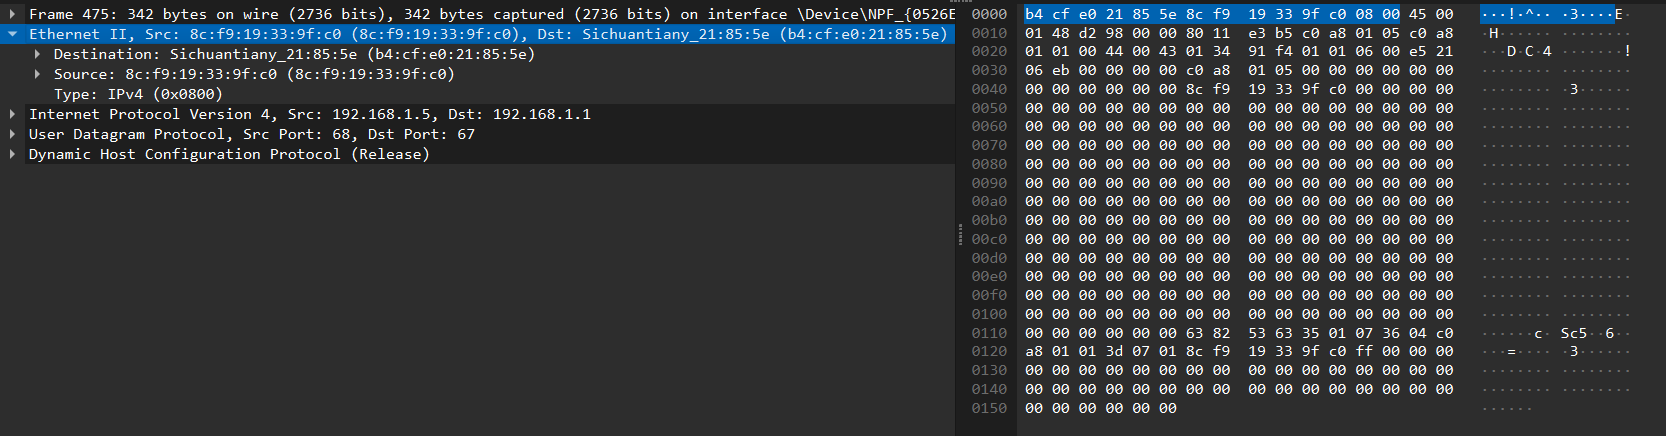 Frame 475: 342 bytes on wire (2736 bits), 342 bytes captured (2736 bits) on interface \Device\NPF_{0526E
Ethernet II, Src: 8c:f9:19:33:9f:c0 (8c:f9:19:33:9f:c0), Dst: Sichuantiany_21:85:5e (b4:cf:e0:21:85:5e)
Destination: Sichuantiany_21:85:5e (b4:cf:e0:21:85:5e)
Source: 8c:f9:19:33:9f:c0 (8c:f9:19:33:9f:c0)
Type: IPv4 (0x0800)
Internet Protocol Version 4, Src: 192.168.1.5, Dst: 192.168.1.1
User Datagram Protocol, Src Port: 68, Dst Port: 67
Dynamic Host Configuration Protocol (Release)
0000 b4 cf e0 21 85 5e 8c f9 19 33 9f c0 08 00 45 00 ···!·^·· ·3····E·
0010 01 48 d2 98 00 00 80 11 e3 b5 c0 a8 01 05 c0 a8 ·H······ ········
0020 01 01 00 44 00 43 01 34 91 f4 01 01 06 00 e5 21 ···D·C·4 ·······!
0030 06 eb 00 00 00 00 c0 a8 01 05 00 00 00 00 00 00 ········ ········
0040 00 00 00 00 00 00 8c f9 19 33 9f c0 00 00 00 00 ········ ·3······
0050 00 00 00 00 00 00 00 00 00 00 00 00 00 00 00 00 ········ ········
0060 00 00 00 00 00 00 00 00 00 00 00 00 00 00 00 00 ········ ········
0070 00 00 00 00 00 00 00 00 00 00 00 00 00 00 00 00 ········ ········
0080 00 00 00 00 00 00 00 00 00 00 00 00 00 00 00 00 ········ ········
0090 00 00 00 00 00 00 00 00 00 00 00 00 00 00 00 00 ········ ········
00a0 00 00 00 00 00 00 00 00 00 00 00 00 00 00 00 00 ········ ········
00b0 00 00 00 00 00 00 00 00 00 00 00 00 00 00 00 00 ········ ········
00c0 00 00 00 00 00 00 00 00 00 00 00 00 00 00 00 00 ········ ········
00d0 00 00 00 00 00 00 00 00 00 00 00 00 00 00 00 00 ········ ········
00e0 00 00 00 00 00 00 00 00 00 00 00 00 00 00 00 00 ········ ········
00f0 00 00 00 00 00 00 00 00 00 00 00 00 00 00 00 00 ········ ········
0100 00 00 00 00 00 00 00 00 00 00 00 00 00 00 00 00 ········ ········
0110 00 00 00 00 00 00 63 82 53 63 35 01 07 36 04 c0 ······c· Sc5··6··
0120 a8 01 01 3d 07 01 8c f9 19 33 9f c0 ff 00 00 00 ···=···· ·3······
0130 00 00 00 00 00 00 00 00 00 00 00 00 00 00 00 00 ········ ········
0140 00 00 00 00 00 00 00 00 00 00 00 00 00 00 00 00 ········ ········
0150 00 00 00 00 00 00 ······